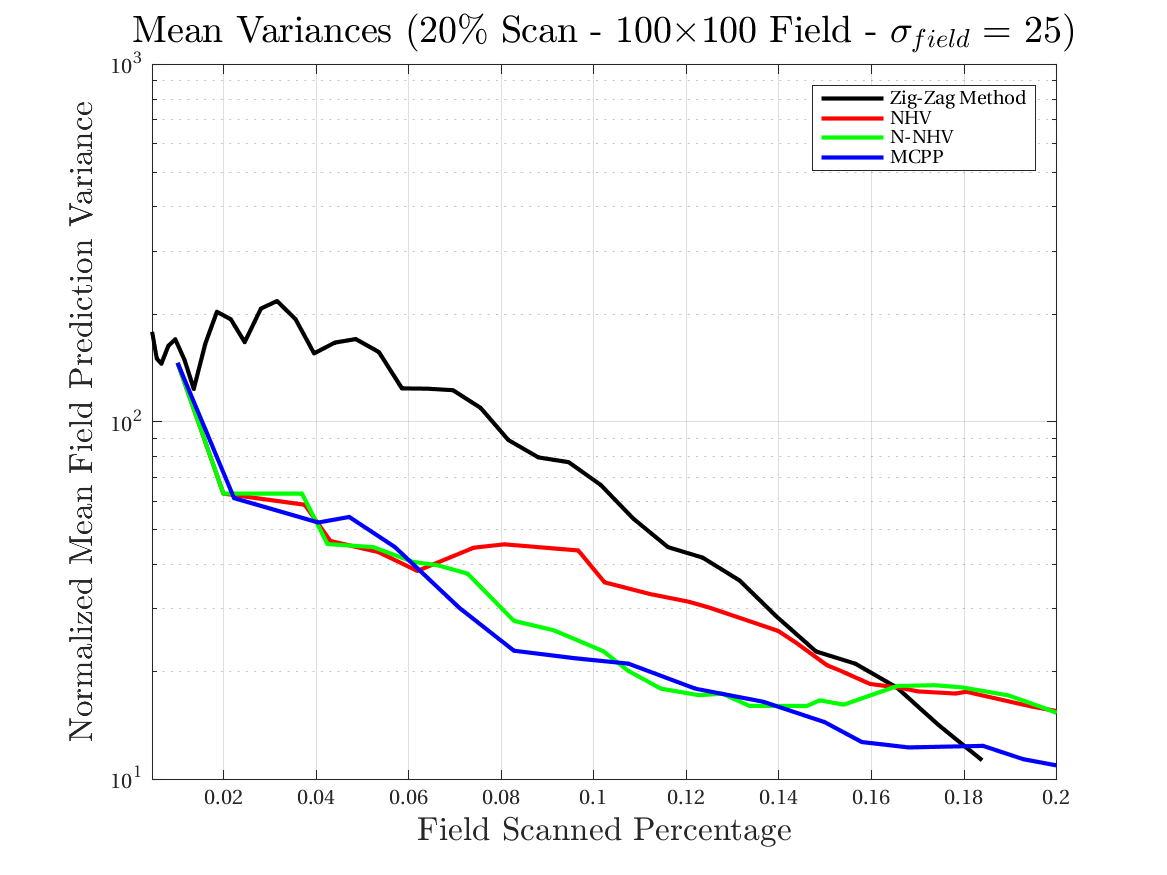 Mean Variances (20% Scan - 100×100 Field - σ_field = 25)
Normalized Mean Field Prediction Variance
10^3
10^2
10^1
Zig-Zag Method
NHV
N-NHV
MCPP
0.02 0.04 0.06 0.08 0.1 0.12 0.14 0.16 0.18 0.2
Field Scanned Percentage